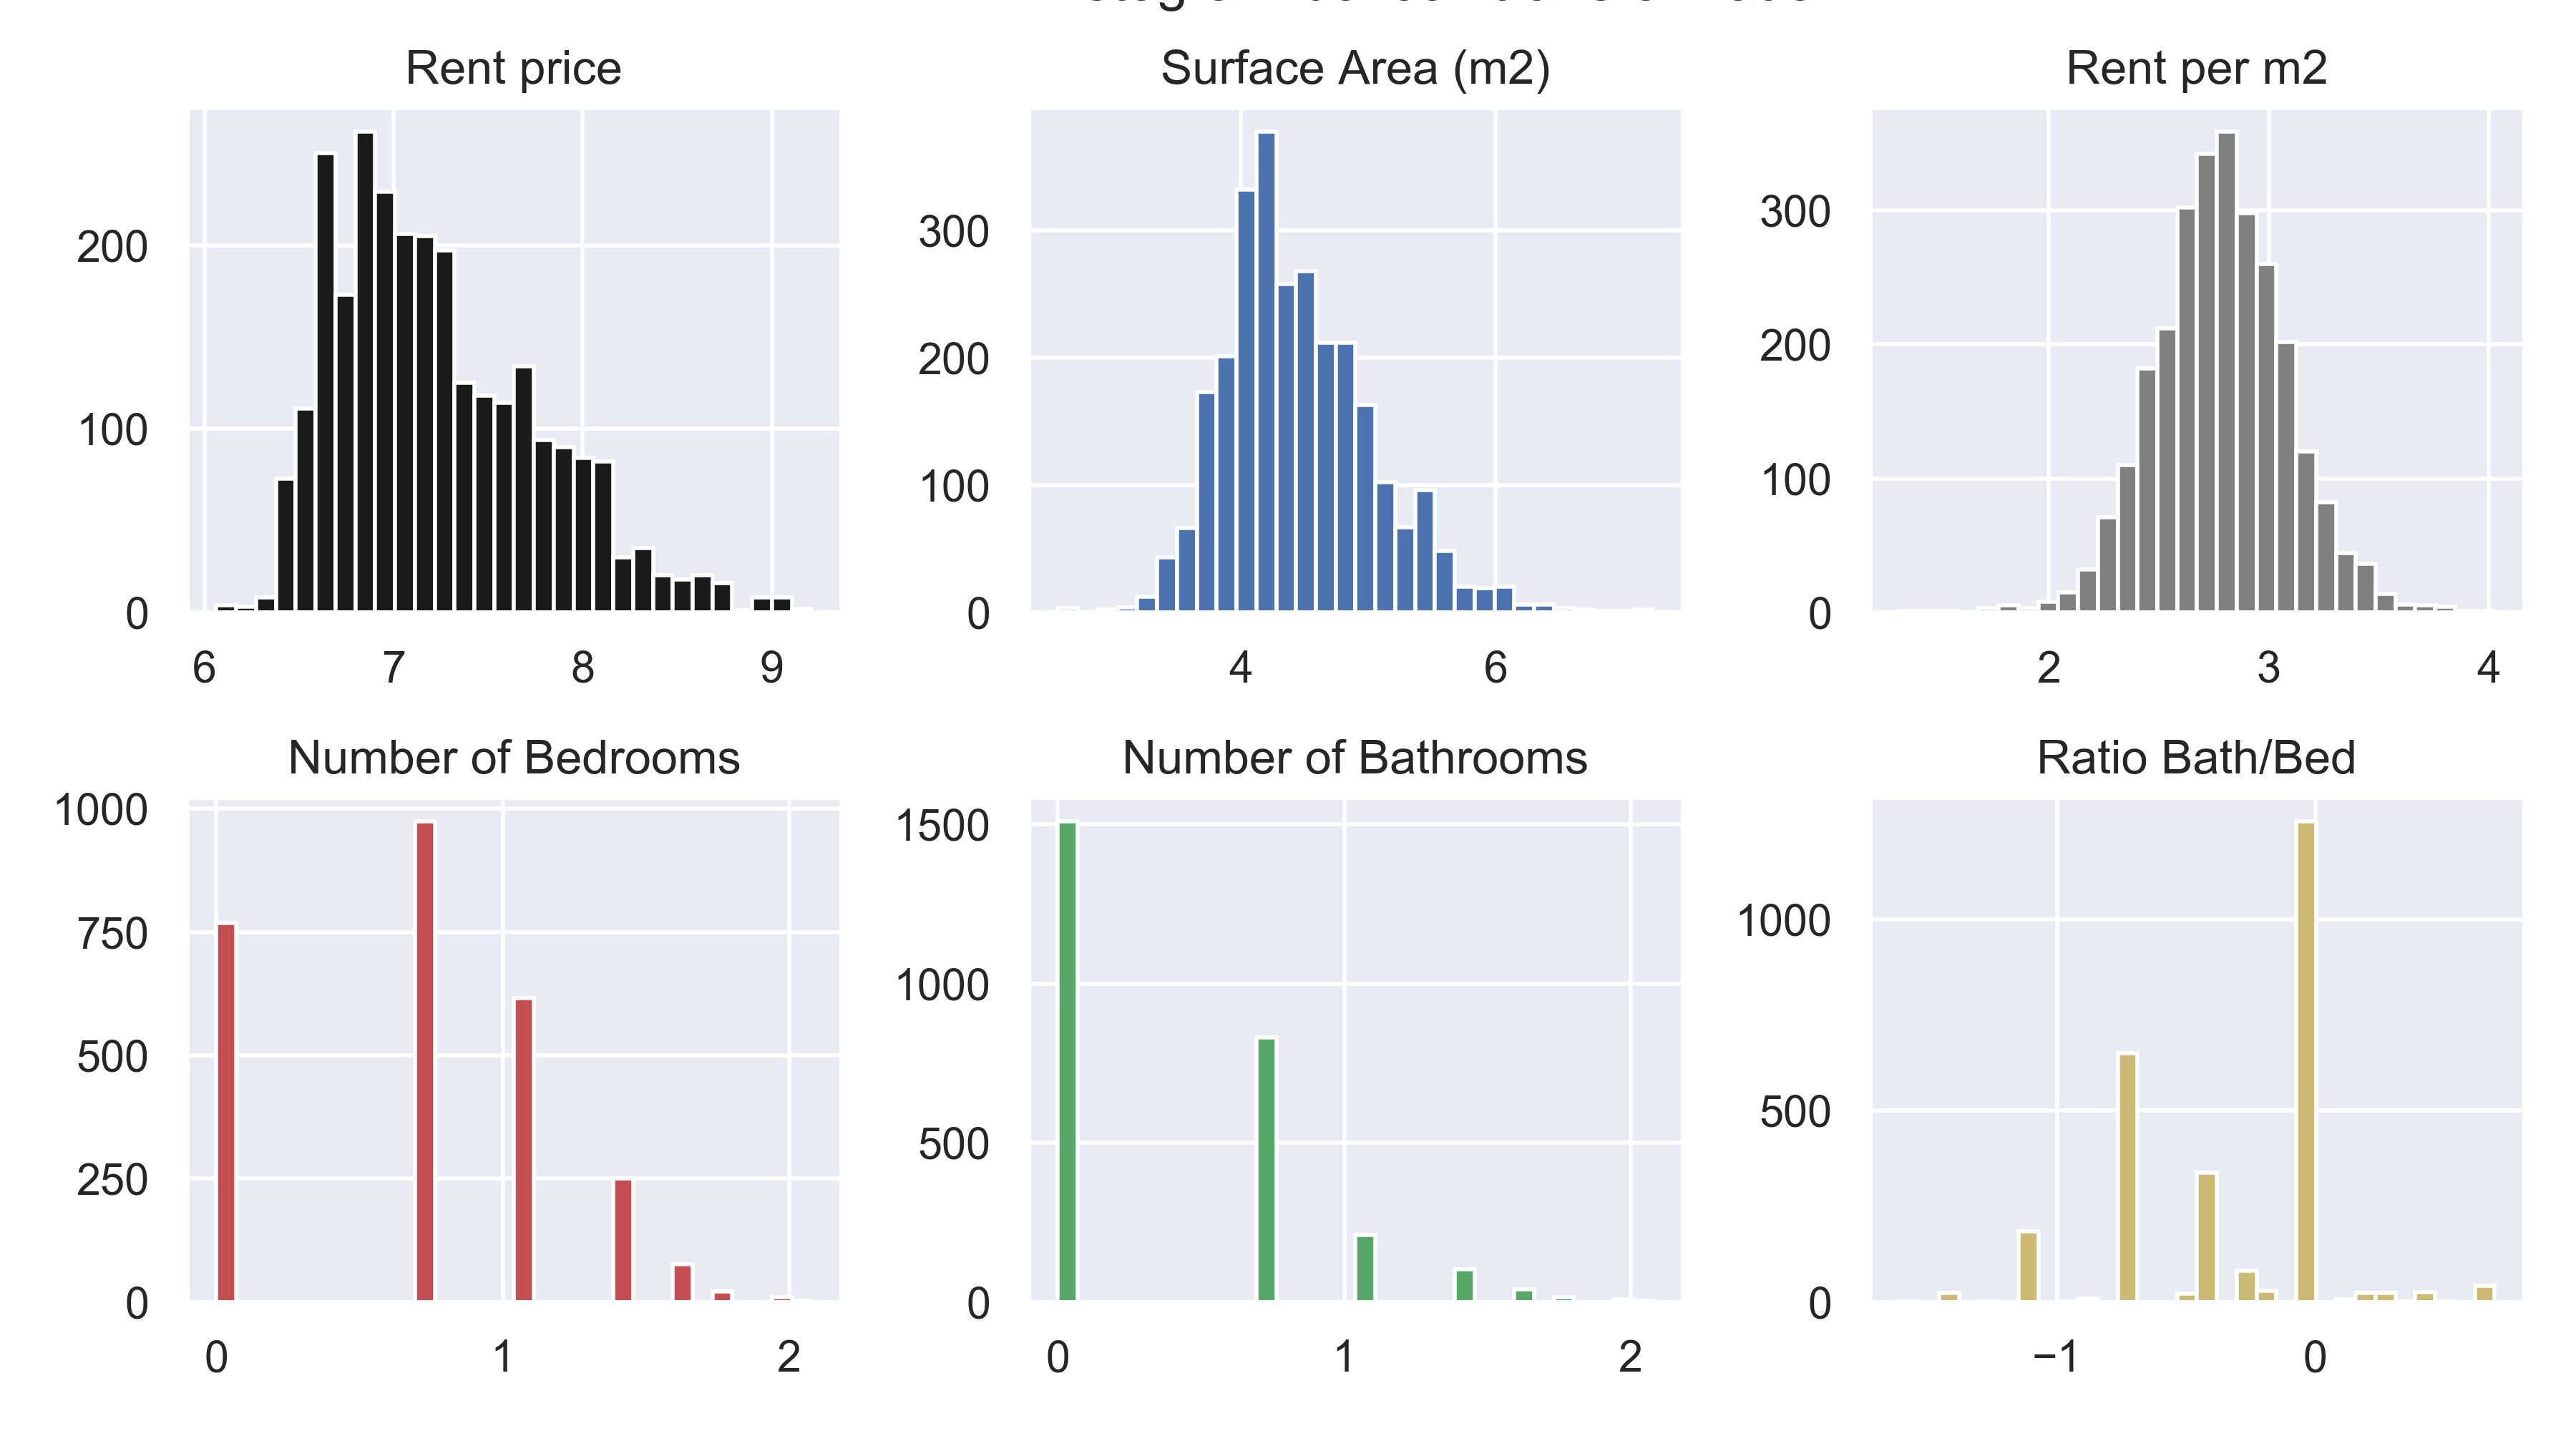 Rent price
Surface Area (m2)
Rent per m2
200
100
0
6 7 8 9
300
200
100
0
4 6
300
200
100
0
2 3 4
Number of Bedrooms
Number of Bathrooms
Ratio Bath/Bed
1000
750
500
250
0
0 1 2
1500
1000
500
0
0 1 2
1000
500
0
−1 0